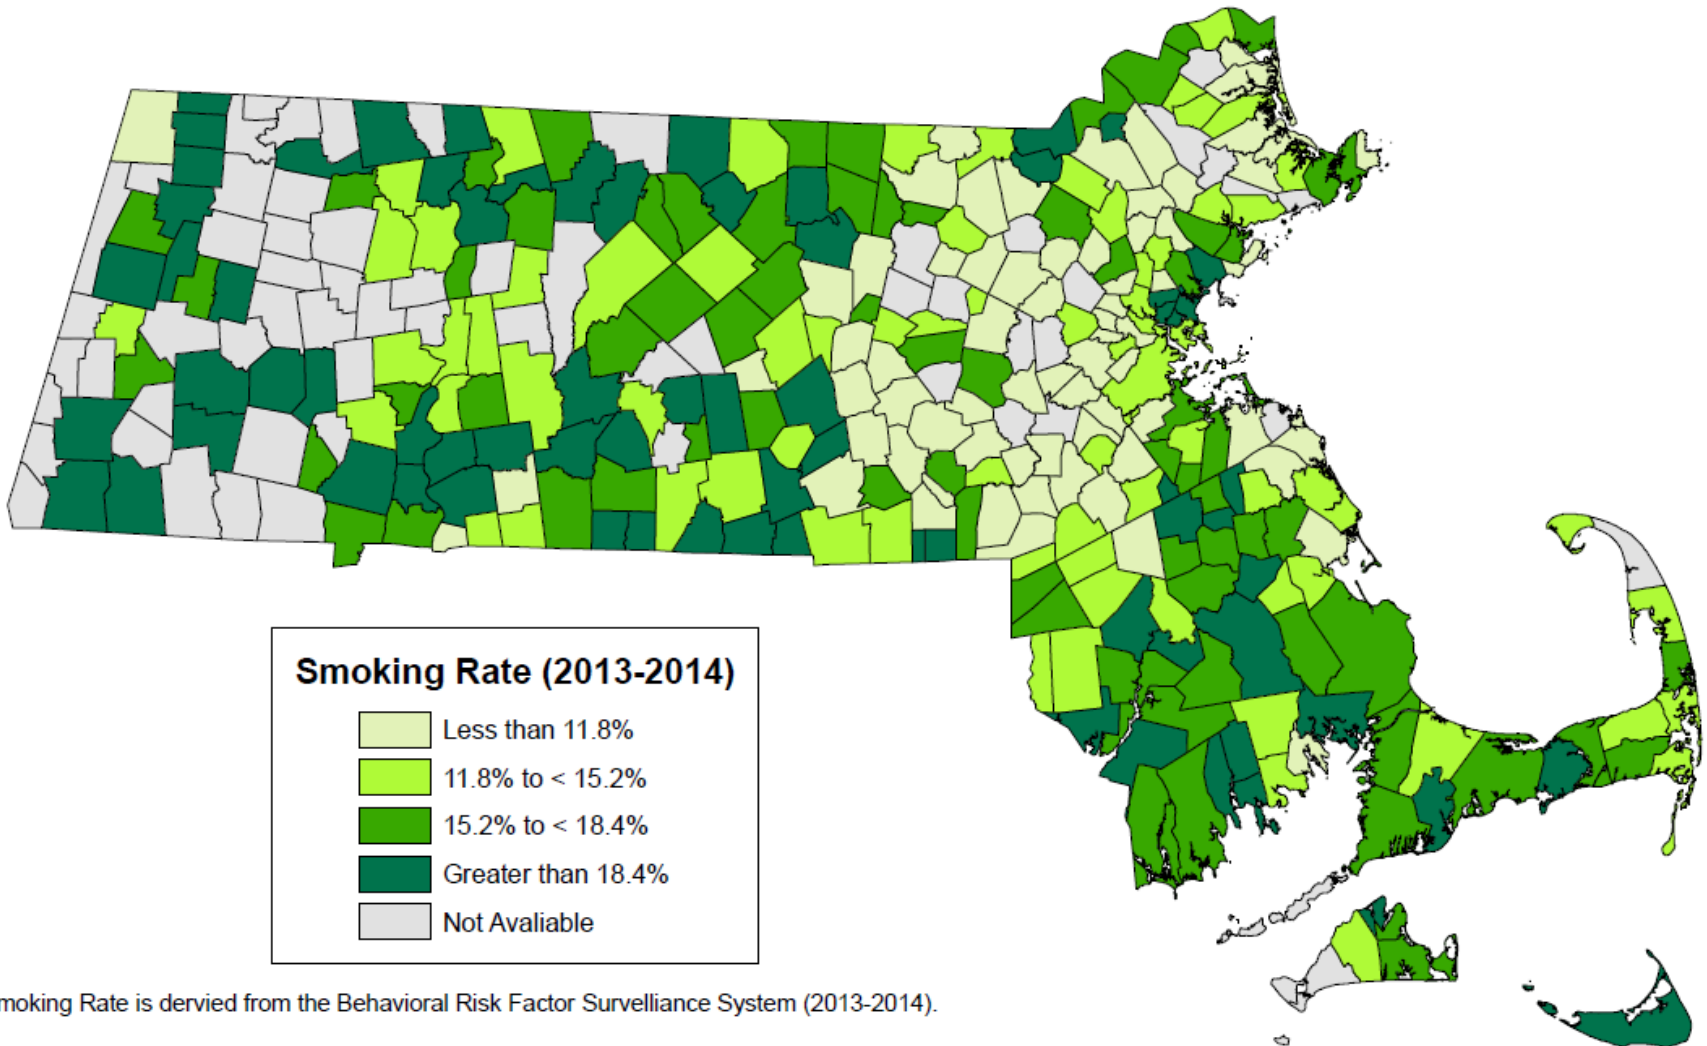 Smoking Rate (2013-2014)
Less than 11.8%
11.8% to < 15.2%
15.2% to < 18.4%
Greater than 18.4%
Not Avaliable
moking Rate is dervied from the Behavioral Risk Factor Survelliance System (2013-2014).